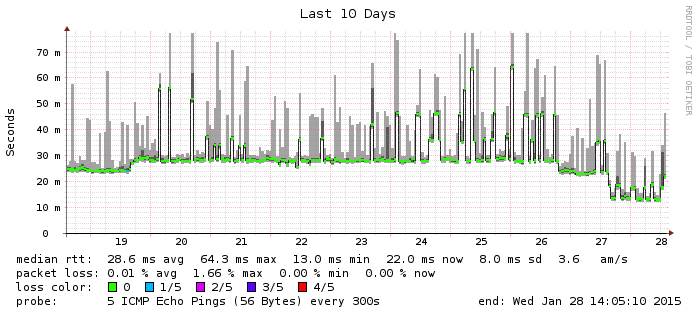 Last 10 Days
RRDTOOL / TOBI OETIKER
Seconds
70 m
60 m
50 m
40 m
30 m
20 m
10 m
0
19 20 21 22 23 24 25 26 27 28
median rtt: 28.6 ms avg 64.3 ms max 13.0 ms min 22.0 ms now 8.0 ms sd 3.6 am/s
packet loss: 0.01 % avg 1.66 % max 0.00 % min 0.00 % now
loss color: 0 1/5 2/5 3/5 4/5
probe: 5 ICMP Echo Pings (56 Bytes) every 300s end: Wed Jan 28 14:05:10 2015